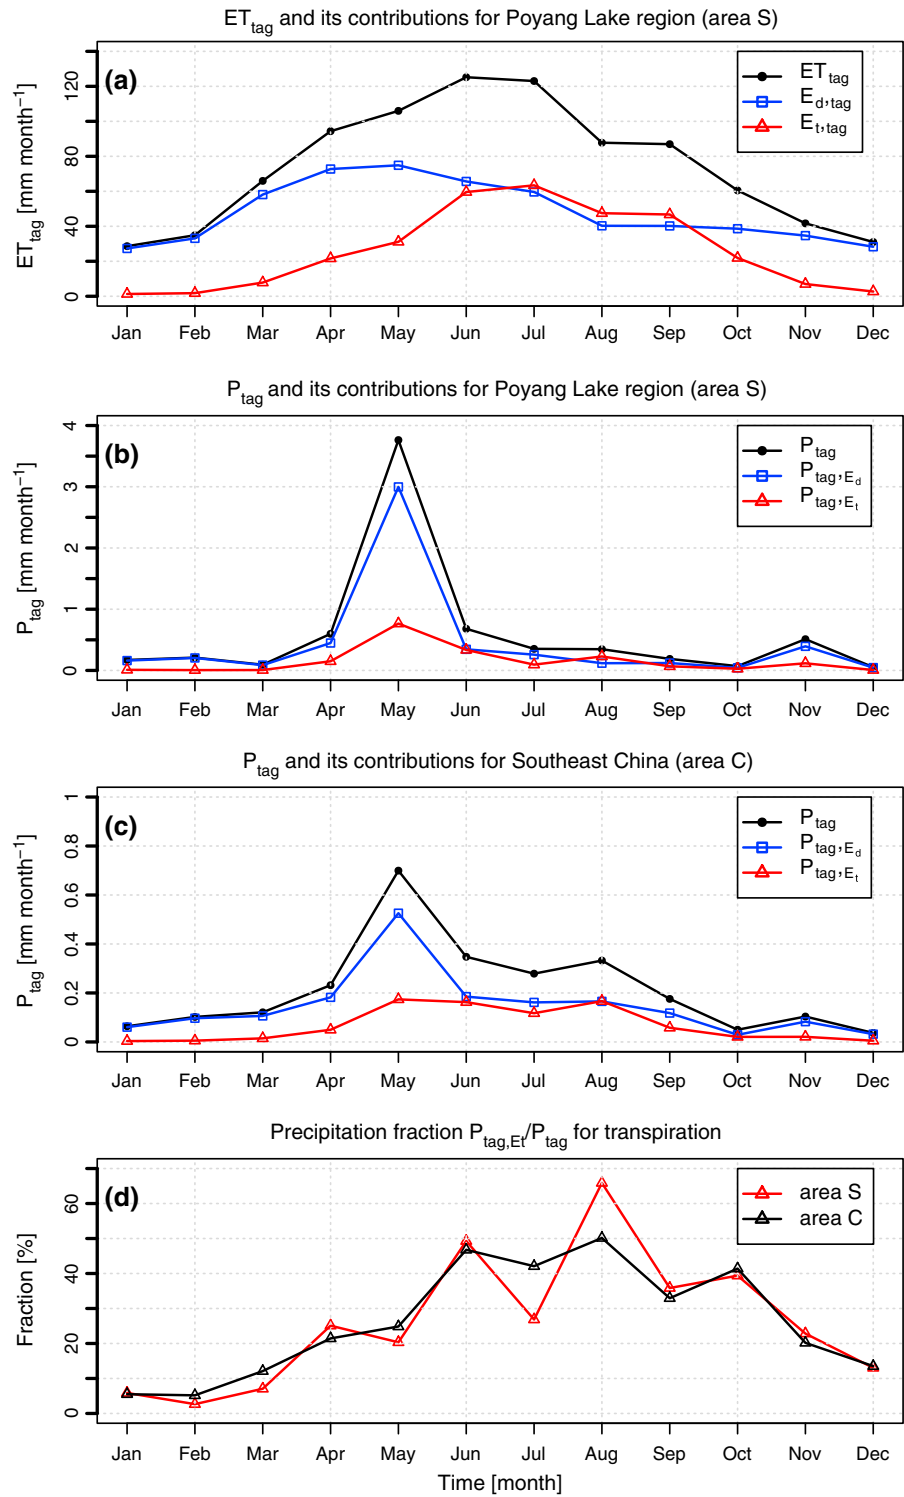 ET_tag and its contributions for Poyang Lake region (area S)
(a)
ET_tag [mm month⁻¹]
0 40 80 120
ET_tag
E_d,tag
E_t,tag
Jan Feb Mar Apr May Jun Jul Aug Sep Oct Nov Dec
P_tag and its contributions for Poyang Lake region (area S)
(b)
P_tag [mm month⁻¹]
0 1 2 3 4
P_tag
P_tag,E_d
P_tag,E_t
Jan Feb Mar Apr May Jun Jul Aug Sep Oct Nov Dec
P_tag and its contributions for Southeast China (area C)
(c)
P_tag [mm month⁻¹]
0 0.2 0.4 0.6 0.8 1
P_tag
P_tag,E_d
P_tag,E_t
Jan Feb Mar Apr May Jun Jul Aug Sep Oct Nov Dec
Precipitation fraction P_tag,Et/P_tag for transpiration
(d)
Fraction [%]
0 20 40 60
area S
area C
Jan Feb Mar Apr May Jun Jul Aug Sep Oct Nov Dec
Time [month]